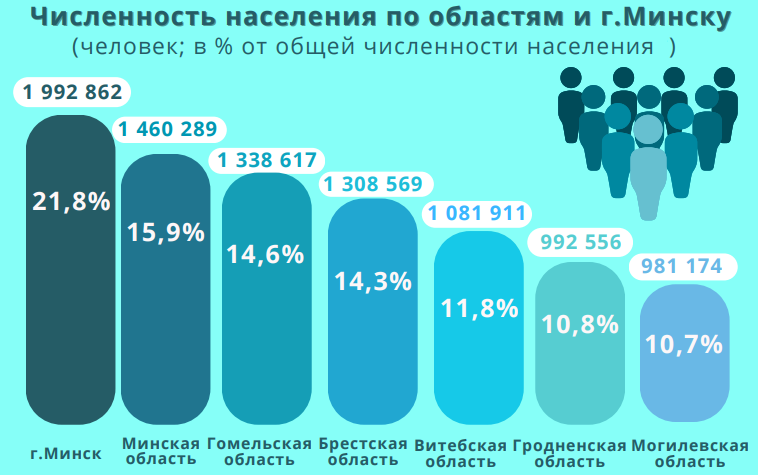 Численность населения по областям и г.Минску
(человек; в % от общей численности населения )
1 992 862
1 460 289
1 338 617
1 308 569
1 081 911
992 556
981 174
21,8%
15,9%
14,6%
14,3%
11,8%
10,8%
10,7%
г.Минск
Минская
область
Гомельская
область
Брестская
область
Витебская
область
Гродненская
область
Могилевская
область